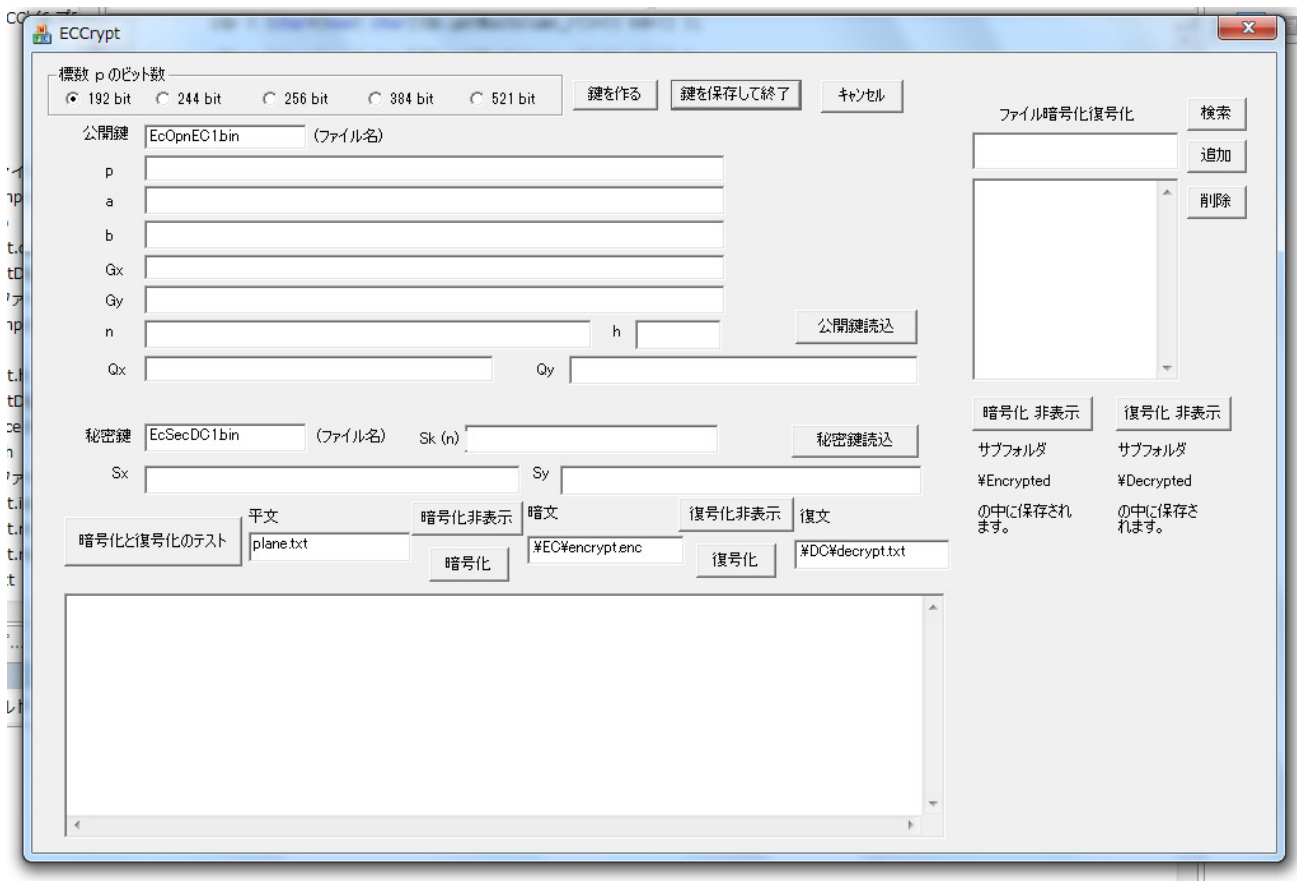 ECCrypt
標数 p のビット数
192 bit 244 bit 256 bit 384 bit 521 bit
鍵を作る 鍵を保存して終了 キャンセル
ファイル暗号化復号化 検索
追加
削除
公開鍵 EcOpnEC1.bin (ファイル名)
p
a
b
Gx
Gy
n h 公開鍵読込
Qx Qy
暗号化 非表示 復号化 非表示
秘密鍵 EcSecDC1.bin (ファイル名) Sk (n) 秘密鍵読込
Sx Sy
サブフォルダ サブフォルダ
¥Encrypted ¥Decrypted
の中に保存され の中に保存さ
ます。 れます。
暗号化と復号化のテスト
平文 暗号化非表示 暗文 復号化非表示 復文
plane.txt 暗号化 ¥EC¥encrypt.enc 復号化 ¥DC¥decrypt.txt